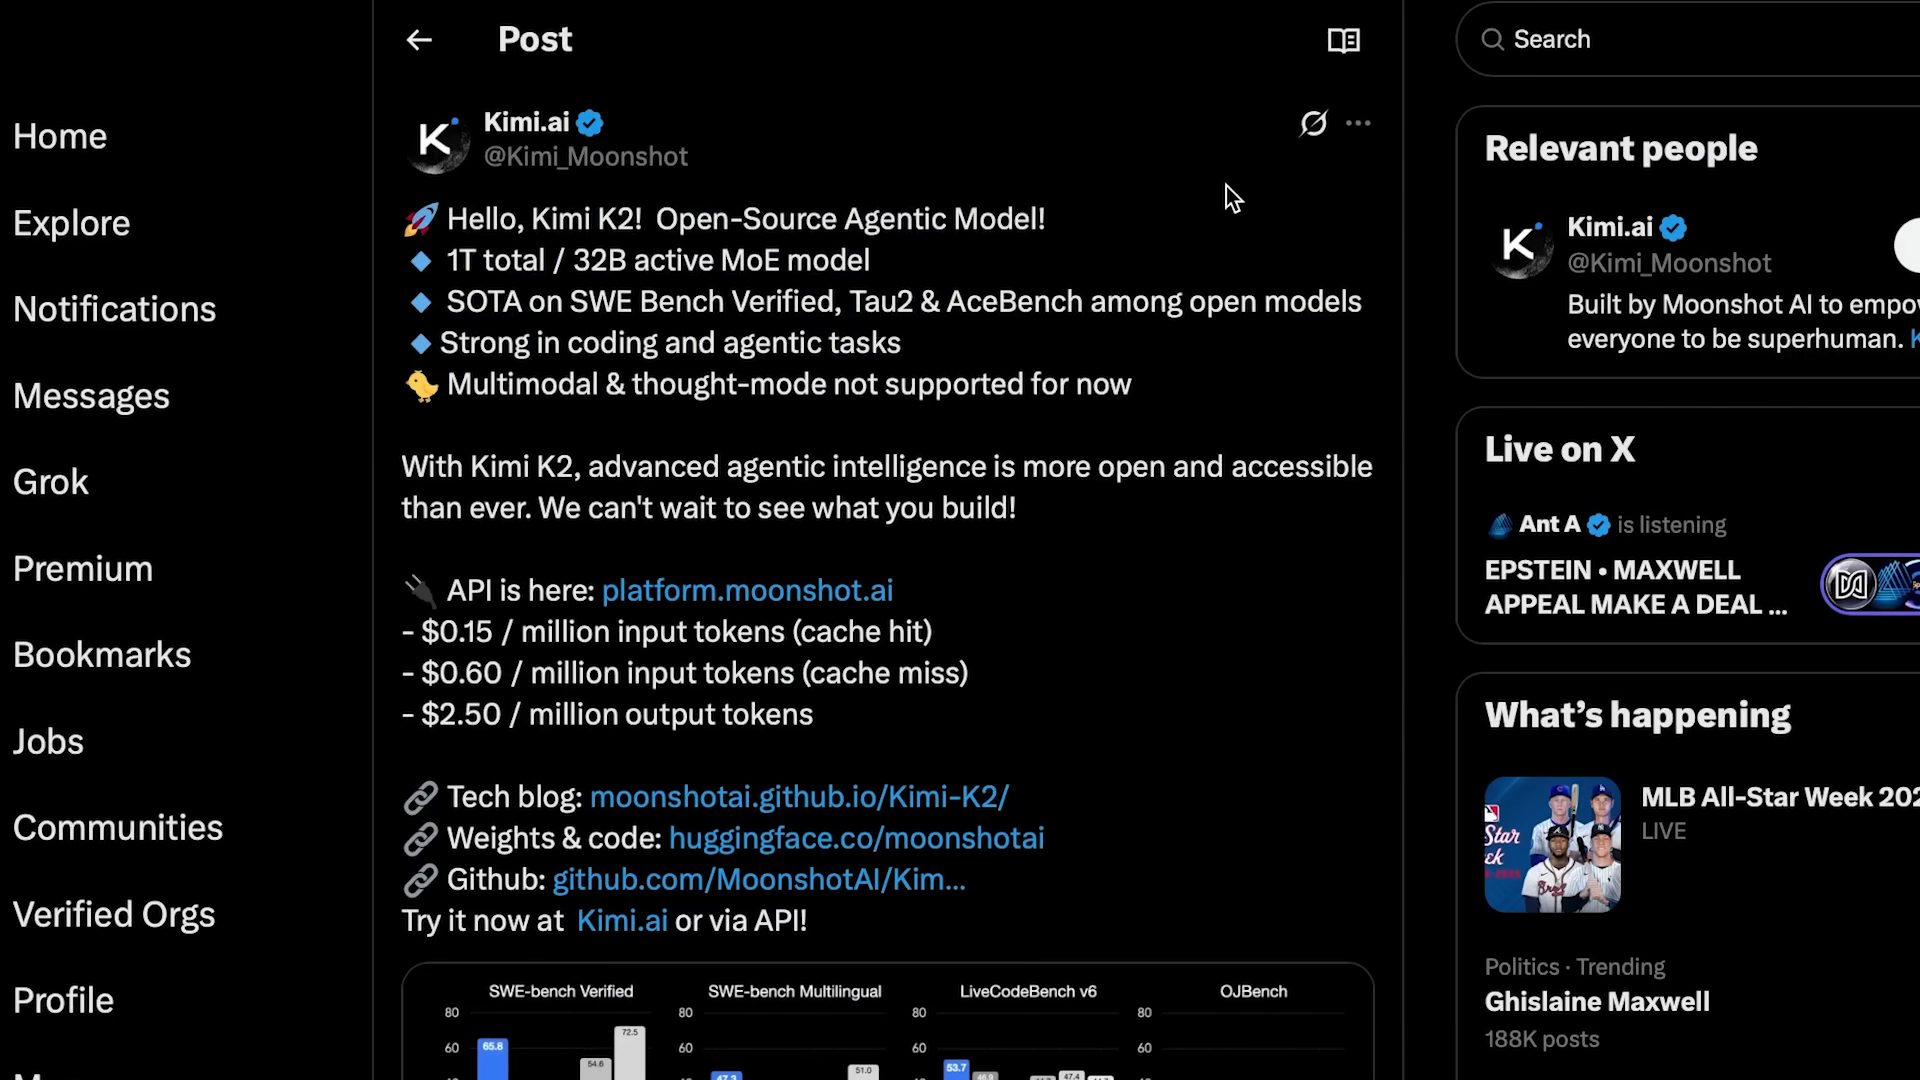 Home
Explore
Notifications
Messages
Grok
Premium
Bookmarks
Jobs
Communities
Verified Orgs
Profile
Post
Kimi.ai
@Kimi_Moonshot
🚀 Hello, Kimi K2! Open-Source Agentic Model!
🔹 1T total / 32B active MoE model
🔹 SOTA on SWE Bench Verified, Tau2 & AceBench among open models
🔹Strong in coding and agentic tasks
🐤 Multimodal & thought-mode not supported for now
With Kimi K2, advanced agentic intelligence is more open and accessible
than ever. We can't wait to see what you build!
🔌 API is here: platform.moonshot.ai
- $0.15 / million input tokens (cache hit)
- $0.60 / million input tokens (cache miss)
- $2.50 / million output tokens
🔗 Tech blog: moonshotai.github.io/Kimi-K2/
🔗 Weights & code: huggingface.co/moonshotai
🔗 Github: github.com/MoonshotAI/Kim...
Try it now at Kimi.ai or via API!
SWE-bench Verified SWE-bench Multilingual LiveCodeBench v6 OJBench
80 80 80 80
72.5
60 60 60 60
65.8 54.6 47.3 51.0 53.7 46.9 47.4
Search
Relevant people
Kimi.ai
@Kimi_Moonshot
Built by Moonshot AI to empow
everyone to be superhuman.
Live on X
Ant A is listening
EPSTEIN • MAXWELL
APPEAL MAKE A DEAL ...
What's happening
MLB All-Star Week 202
LIVE
Politics · Trending
Ghislaine Maxwell
188K posts